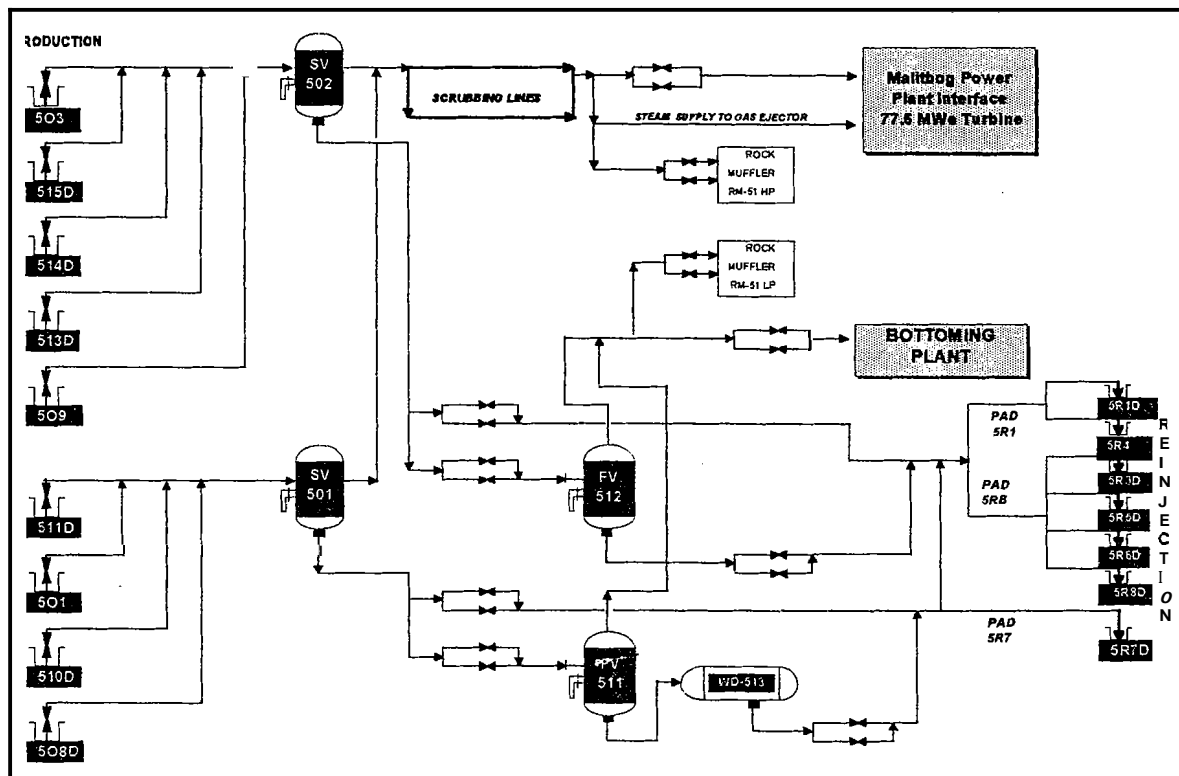 RODUCTION
503
515D
514D
513D
509
511D
501
510D
508D
SV
502
SV
501
SCRUBBING LINES
STEAM SUPPLY TO GAS EJECTOR
Malitbog Power
Plant Interface
77.5 MWe Turbine
ROCK
MUFFLER
RM-51 HP
ROCK
MUFFLER
RM-51 LP
BOTTOMING
PLANT
FV
512
FV
511
WD-513
PAD
5R1
PAD
5RB
PAD
5R7
5R1D
5R4
5R3D
5R5D
5R6D
5R8D
5R7D
REINJECTION